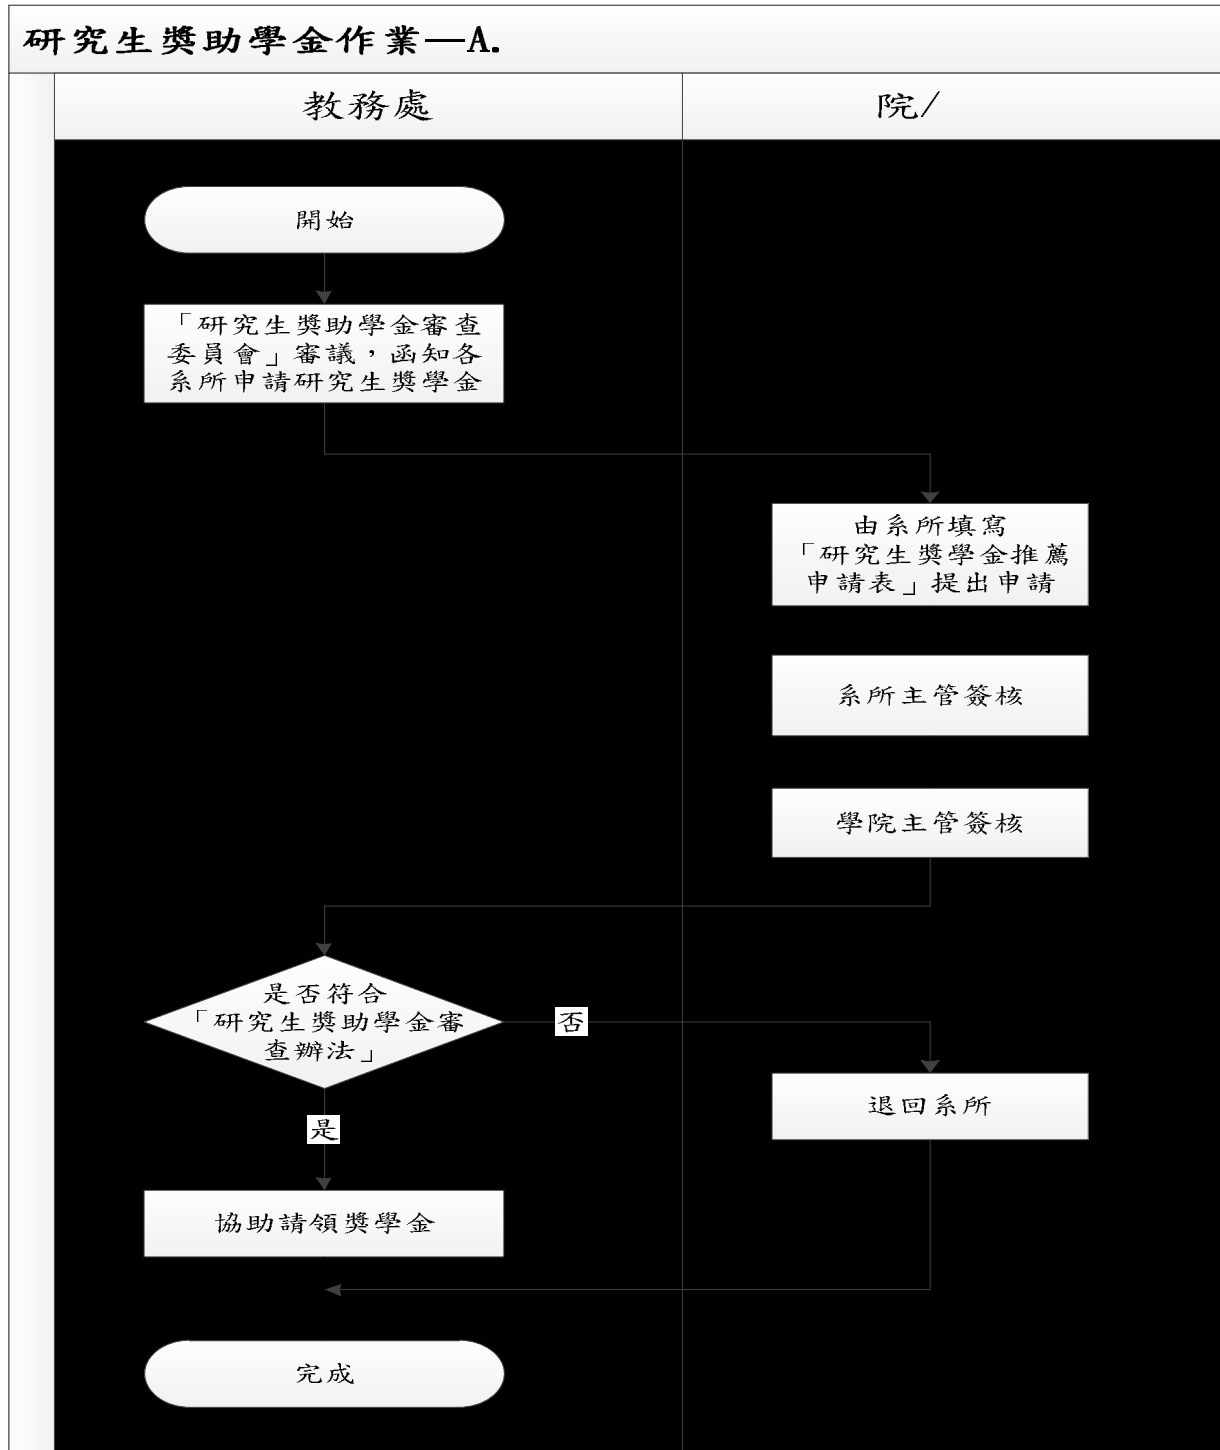 研究生獎助學金作業—A.
教務處
院/
開始
「研究生獎助學金審查
委員會」審議，函知各
系所申請研究生獎學金
由系所填寫
「研究生獎學金推薦
申請表」提出申請
系所主管簽核
學院主管簽核
是否符合
「研究生獎助學金審
查辦法」
否
退回系所
是
協助請領獎學金
完成